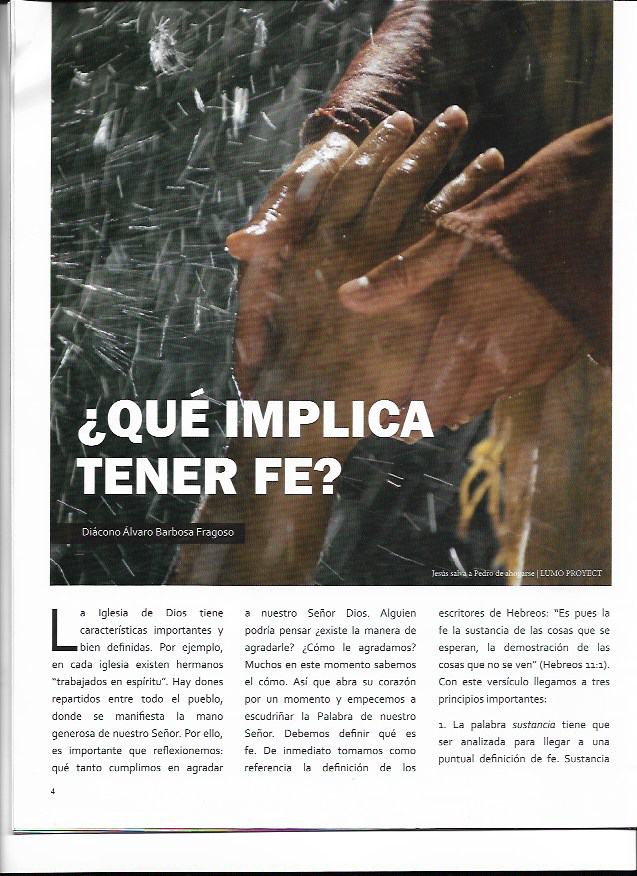 ¿QUÉ IMPLICA
TENER FE?
Diácono Álvaro Barbosa Fragoso
Jesús salva a Pedro de ahogarse | LUMO PROYECT
La Iglesia de Dios tiene
características importantes y
bien definidas. Por ejemplo,
en cada iglesia existen hermanos
“trabajados en espíritu”. Hay dones
repartidos entre todo el pueblo,
donde se manifiesta la mano
generosa de nuestro Señor. Por ello,
es importante que reflexionemos:
qué tanto cumplimos en agradar
a nuestro Señor Dios. Alguien
podría pensar ¿existe la manera de
agradarle? ¿Cómo le agradamos?
Muchos en este momento sabemos
el cómo. Así que abra su corazón
por un momento y empecemos a
escudriñar la Palabra de nuestro
Señor. Debemos definir qué es
fe. De inmediato tomamos como
referencia la definición de los
escritores de Hebreos: “Es pues la
fe la sustancia de las cosas que se
esperan, la demostración de las
cosas que no se ven” (Hebreos 11:1).
Con este versículo llegamos a tres
principios importantes:
1. La palabra sustancia tiene que
ser analizada para llegar a una
puntual definición de fe. Sustancia
4